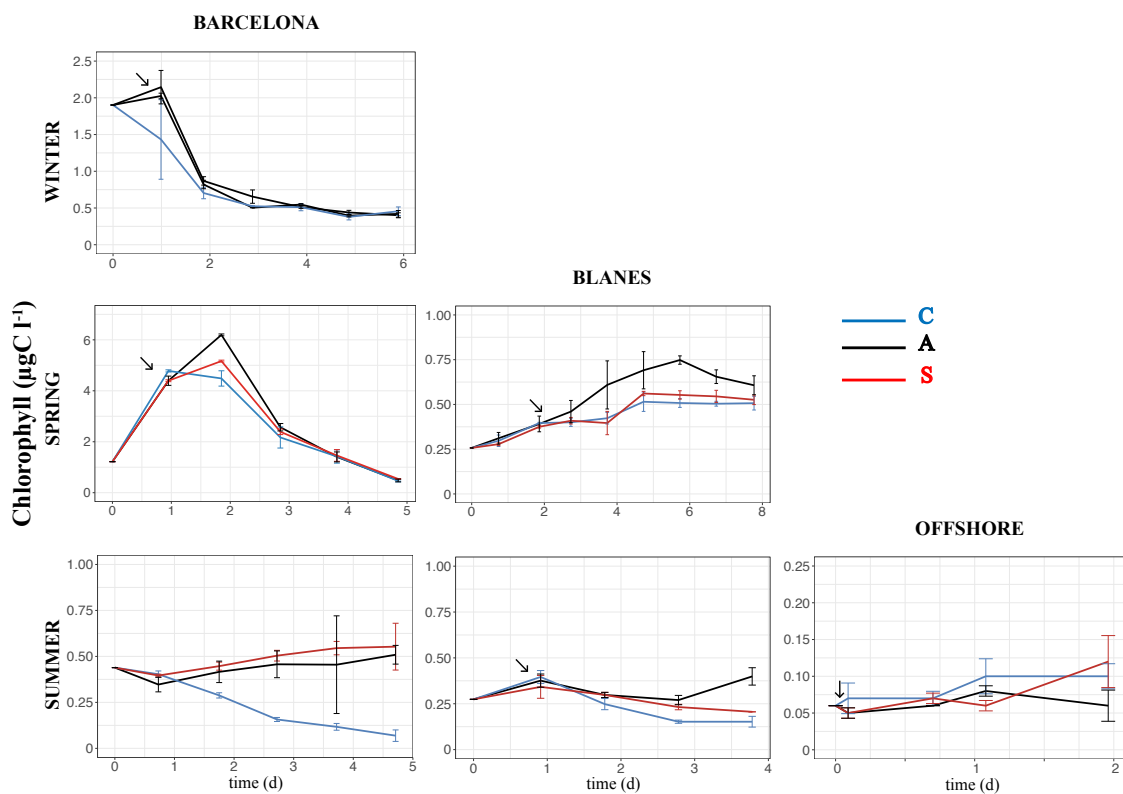 BARCELONA
2.5
2.0
1.5
1.0
0.5
0
0 2 4 6
WINTER
BLANES
Chlorophyll (μgC l⁻¹)
SPRING
6
4
2
0
0 1 2 3 4 5
1.00
0.75
0.50
0.25
0
0 2 4 6 8
C
A
S
OFFSHORE
SUMMER
1.00
0.75
0.50
0.25
0
0 1 2 3 4 5
time (d)
1.00
0.75
0.50
0.25
0
0 1 2 3 4
time (d)
0.25
0.20
0.15
0.10
0.05
0
0 1 2
time (d)